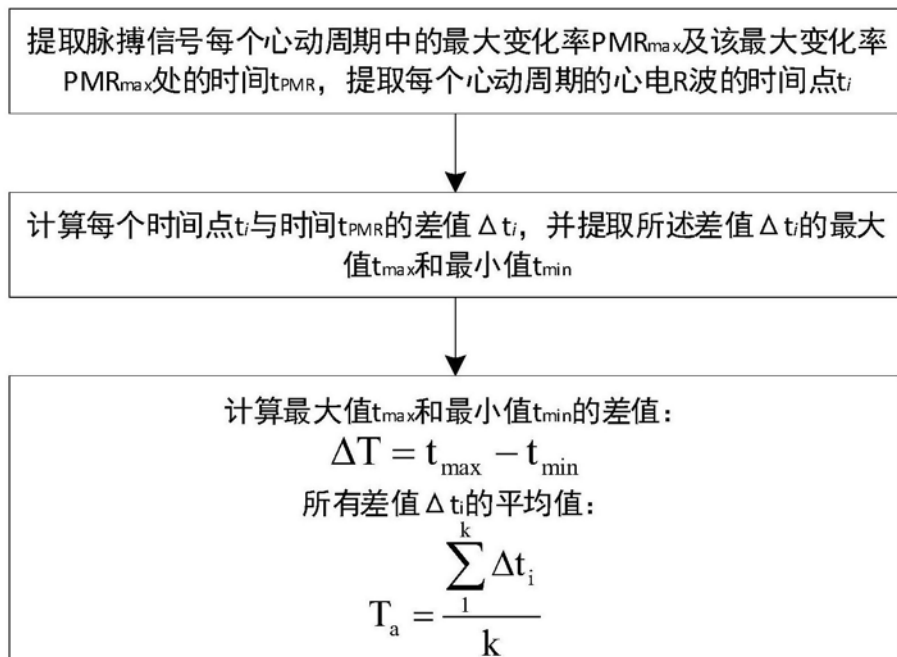 提取脉搏信号每个心动周期中的最大变化率PMRmax及该最大变化率
PMRmax处的时间tPMR，提取每个心动周期的心电R波的时间点ti
计算每个时间点ti与时间tPMR的差值Δti，并提取所述差值Δti的最大
值tmax和最小值tmin
计算最大值tmax和最小值tmin的差值：
ΔT = tmax − tmin
所有差值Δti的平均值：
Ta = ∑1k Δti / k